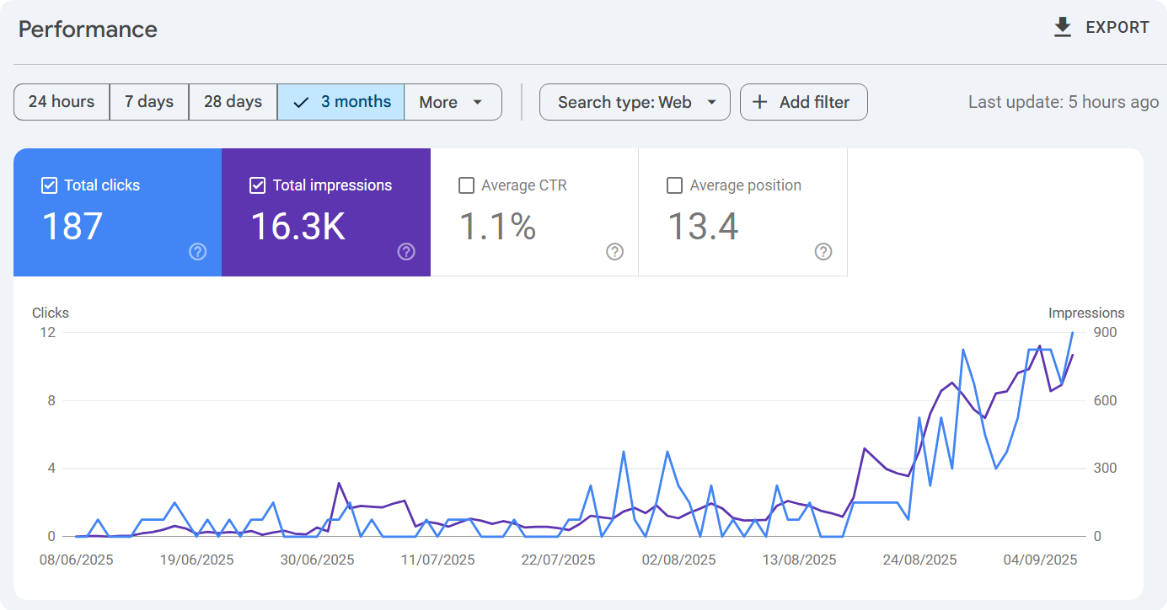 Performance
EXPORT
24 hours 7 days 28 days 3 months More Search type: Web Add filter Last update: 5 hours ago
Total clicks Total impressions Average CTR Average position
187 16.3K 1.1% 13.4
Clicks Impressions
12 900
8 600
4 300
0 0
08/06/2025 19/06/2025 30/06/2025 11/07/2025 22/07/2025 02/08/2025 13/08/2025 24/08/2025 04/09/2025